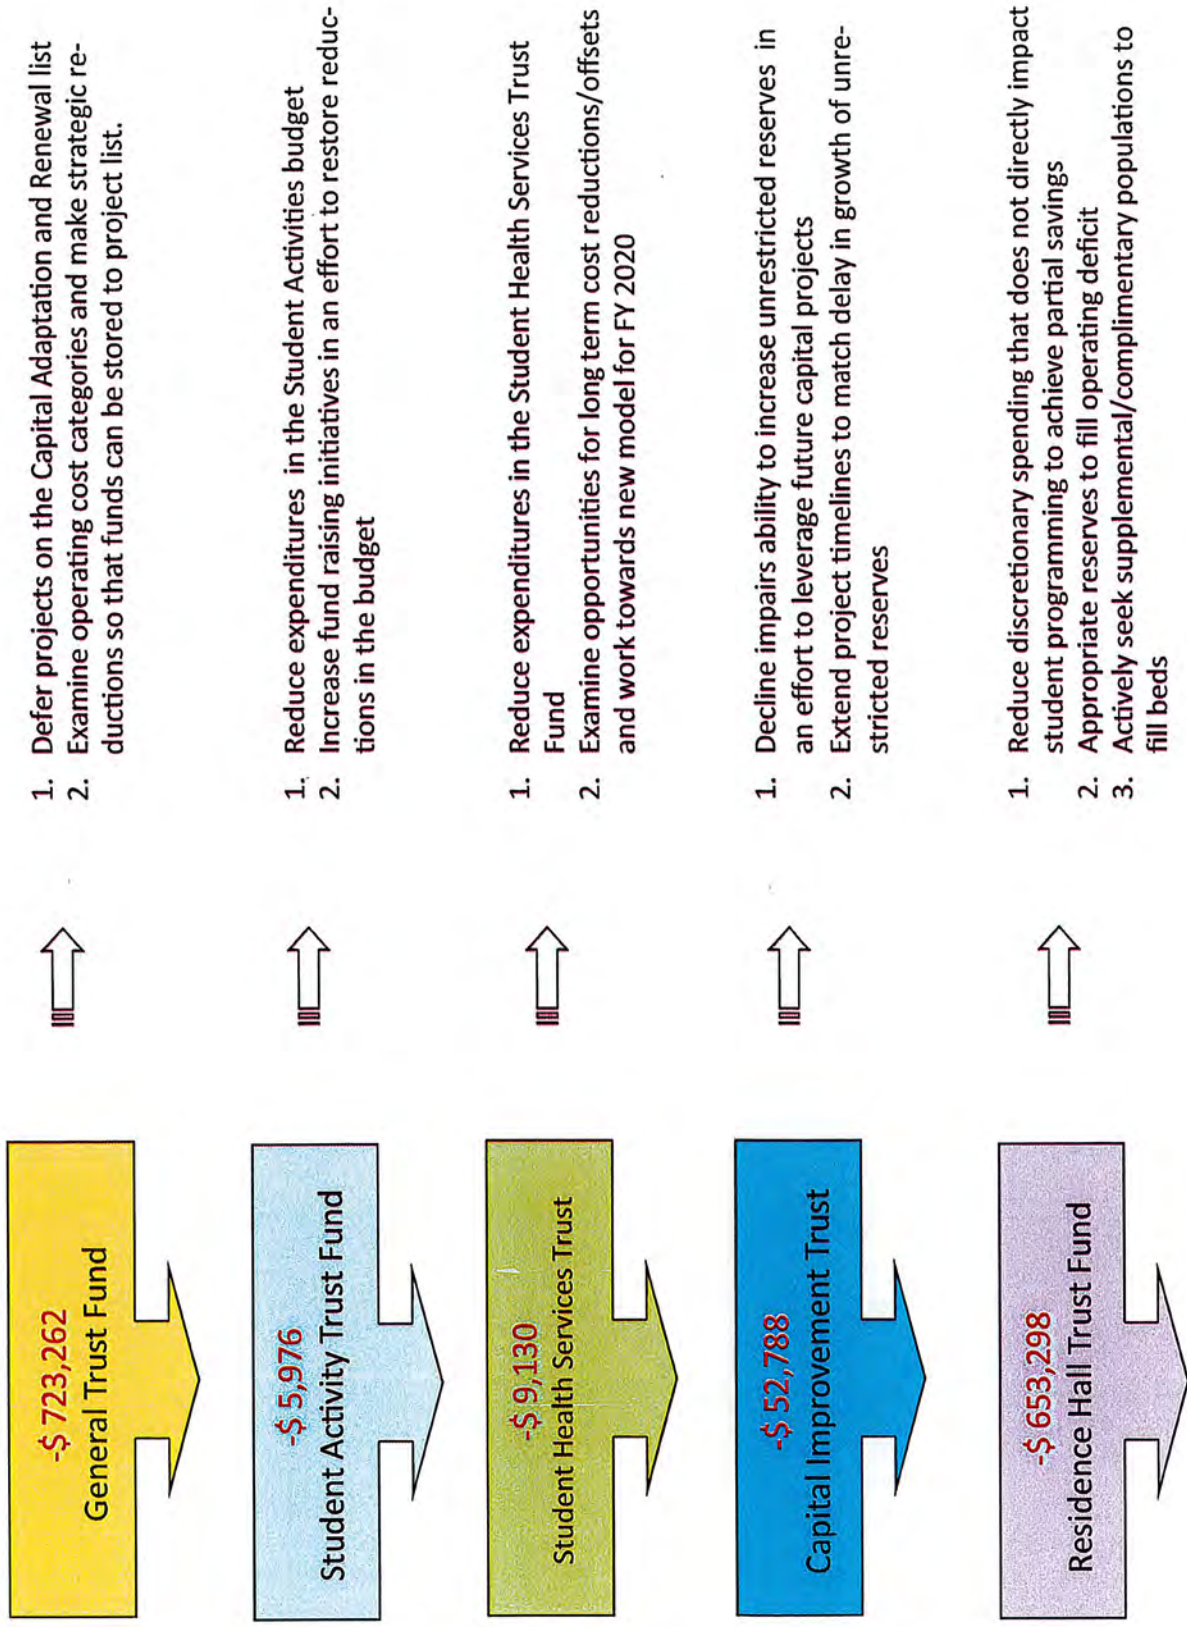 -$ 723,262
General Trust Fund
1. Defer projects on the Capital Adaptation and Renewal list
2. Examine operating cost categories and make strategic re-
ductions so that funds can be stored to project list.
-$ 5,976
Student Activity Trust Fund
1. Reduce expenditures in the Student Activities budget
2. Increase fund raising initiatives in an effort to restore reduc-
tions in the budget
-$ 9,130
Student Health Services Trust
1. Reduce expenditures in the Student Health Services Trust
Fund
2. Examine opportunities for long term cost reductions/offsets
and work towards new model for FY 2020
-$ 52,788
Capital Improvement Trust
1. Decline impairs ability to increase unrestricted reserves in
an effort to leverage future capital projects
2. Extend project timelines to match delay in growth of unre-
stricted reserves
-$ 653,298
Residence Hall Trust Fund
1. Reduce discretionary spending that does not directly impact
student programming to achieve partial savings
2. Appropriate reserves to fill operating deficit
3. Actively seek supplemental/complimentary populations to
fill beds